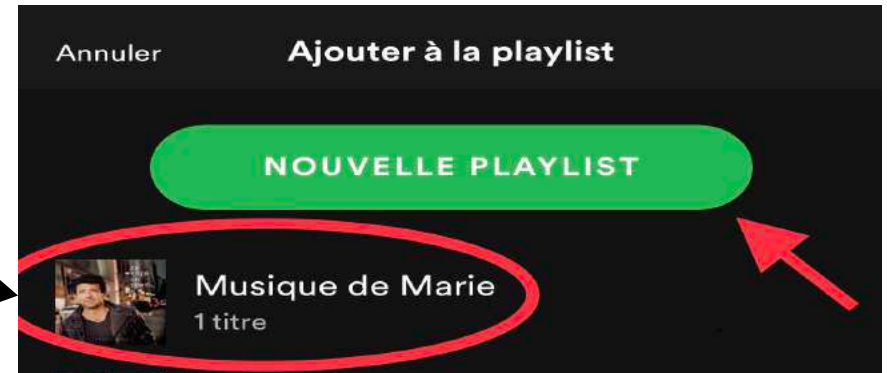 Annuler
Ajouter à la playlist
NOUVELLE PLAYLIST
Musique de Marie
1 titre